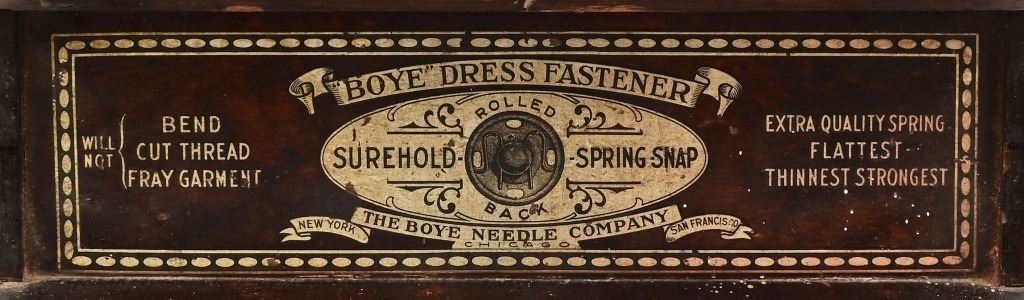 "BOYE" DRESS FASTENER
WILL NOT
BEND
CUT THREAD
FRAY GARMENT
ROLLED
SUREHOLD- -SPRING-SNAP
BACK
EXTRA QUALITY SPRING
FLATTEST-
THINNEST STRONGEST
NEW YORK
THE BOYE NEEDLE COMPANY
SAN FRANCISCO
CHICAGO